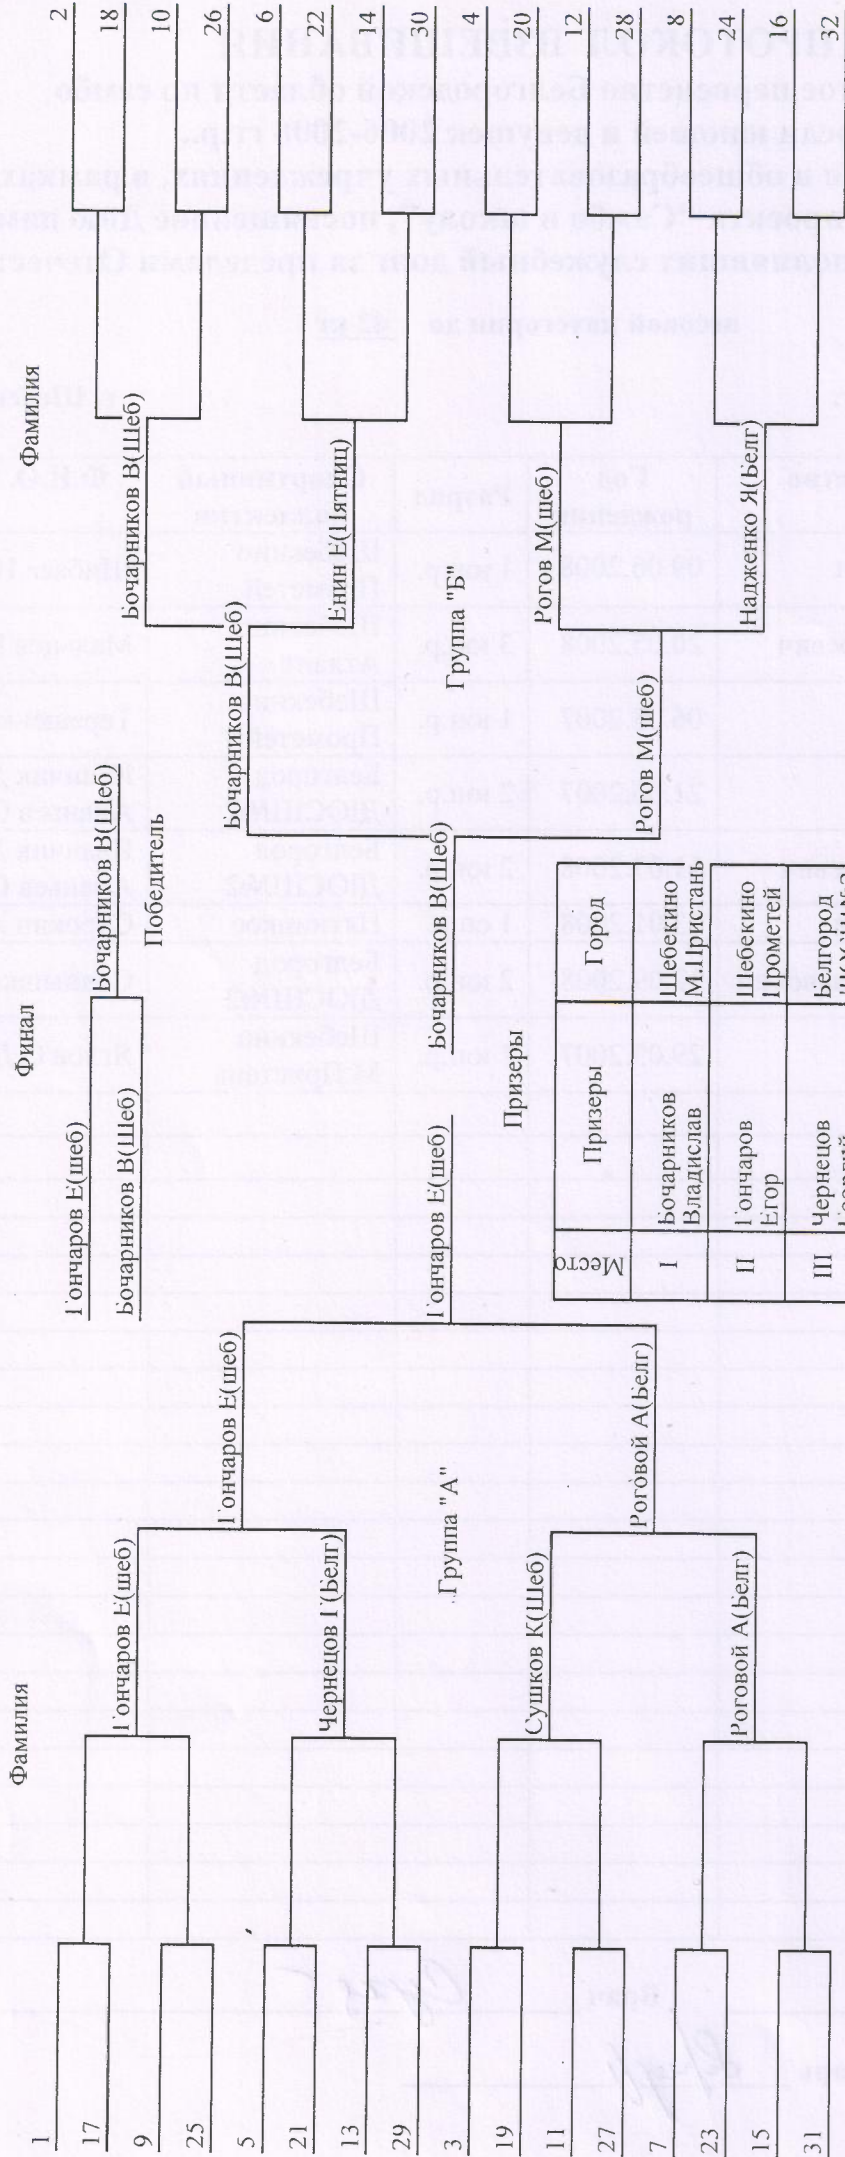 Фамилия
1
17
9
25
5
21
13
29
3
19
11
27
7
23
15
31
Гончаров Е(шеб)
Чернецов Г(Белг)
Сушков К(Шеб)
Роговой А(Белг)
Гончаров Е(шеб)
Роговой А(Белг)
Группа "А"
Гончаров Е(шеб)
Финал
Гончаров Е(шеб)
Бочарников В(Шеб)
Бочарников В(Шеб)
Победитель
Бочарников В(Шеб)
Призеры
Место Призеры Город
I Бочарников Владислав Шебекино М.Пристань
II Гончаров Егор Шебекино Прометей
III Чернецов Белгород
Фамилия
Бочарников В(Шеб)
Рогов М(шеб)
Группа "Б"
Бочарников В(Шеб)
Енин Е(Пятниц)
Рогов М(шеб)
Надженко Я(Белг)
2
18
10
26
6
22
14
30
4
20
12
28
8
24
16
32